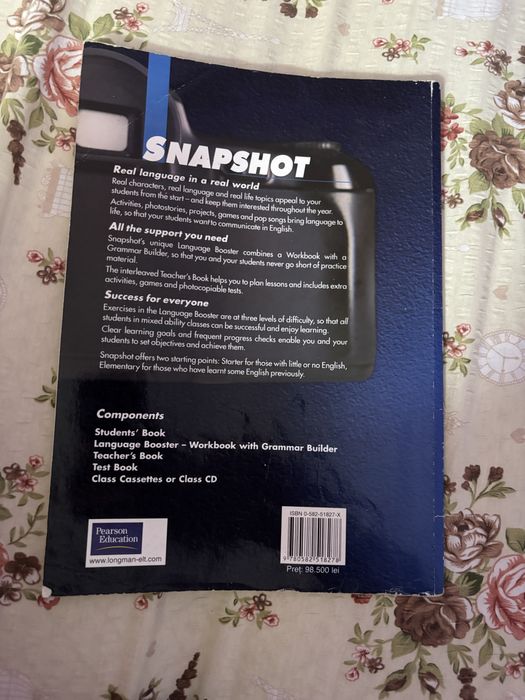 SNAPSHOT
Real language in a real world
Real characters, real language and real life topics appeal to your
students from the start – and keep them interested throughout the year.
Activities, photostories, projects, games and pop songs bring language to
life, so that your students want to communicate in English.
All the support you need
Snapshot's unique Language Booster combines a Workbook with a
Grammar Builder, so that you and your students never go short of practice
material.
The interleaved Teacher's Book helps you to plan lessons and includes extra
activities, games and photocopiable tests.
Success for everyone
Exercises in the Language Booster are at three levels of difficulty, so that all
students in mixed ability classes can be successful and enjoy learning.
Clear learning goals and frequent progress checks enable you and your
students to set objectives and achieve them.
Snapshot offers two starting points: Starter for those with little or no English,
Elementary for those who have learnt some English previously.
Components
Students' Book
Language Booster – Workbook with Grammar Builder
Teacher's Book
Test Book
Class Cassettes or Class CD
Pearson
Education
www.longman-elt.com
ISBN 0-582-51827-X
9 780582 518278
Preţ: 98.500 lei